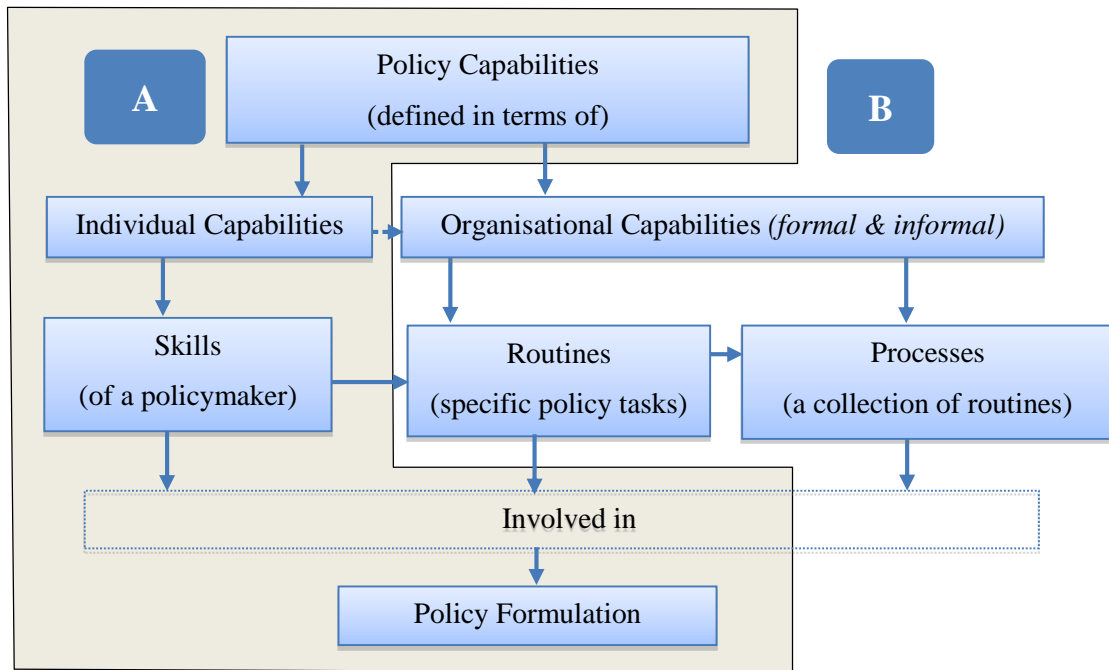 Policy Capabilities
(defined in terms of)
A
B
Individual Capabilities
Organisational Capabilities (formal & informal)
Skills
(of a policymaker)
Routines
(specific policy tasks)
Processes
(a collection of routines)
Involved in
Policy Formulation